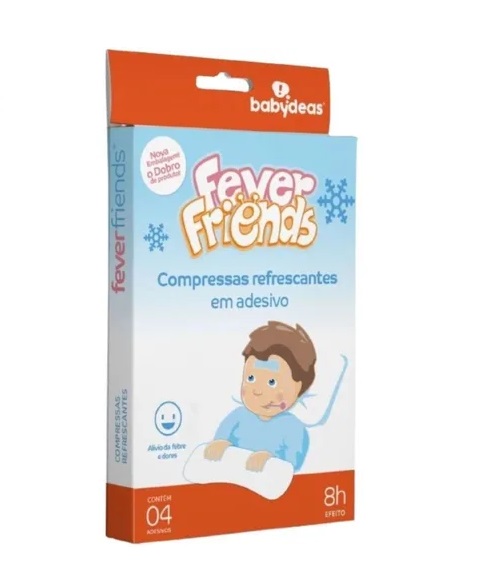 babydeas
Nova
Embalagem!
o Dobro
de produtos
Fever
Friends
Compressas refrescantes
em adesivo
feverfriends
COMPRESSAS
REFRESCANTES
Alívio da febre
e dores
CONTÉM
04
ADESIVOS
8h
EFEITO